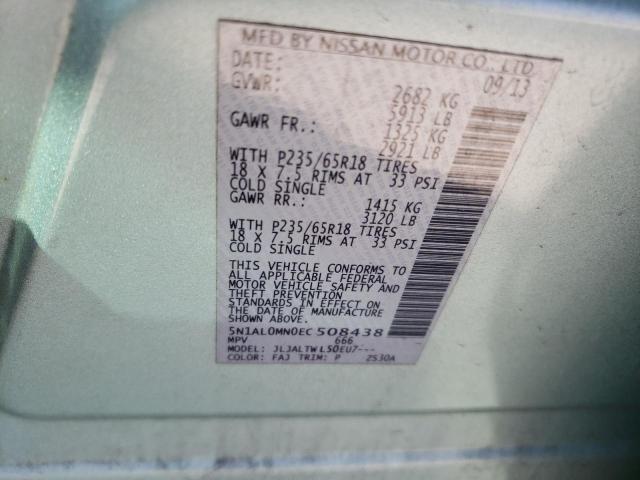 MFD BY NISSAN MOTOR CO., LTD
DATE: 09/13
GVWR: 2682 KG
5913 LB
GAWR FR.: 1325 KG
2921 LB
WITH P235/65R18 TIRES
18 X 7.5 RIMS AT 33 PSI
COLD SINGLE
GAWR RR.: 1415 KG
3120 LB
WITH P235/65R18 TIRES
18 X 7.5 RIMS AT 33 PSI
COLD SINGLE
THIS VEHICLE CONFORMS TO
ALL APPLICABLE FEDERAL
MOTOR VEHICLE SAFETY AND
THEFT PREVENTION
STANDARDS IN EFFECT ON
THE DATE OF MANUFACTURE
SHOWN ABOVE.
5N1AL0MN0EC508438
MPV 666
MODEL: JLJALTWL50EU7---
COLOR: FAJ TRIM: P 2530A